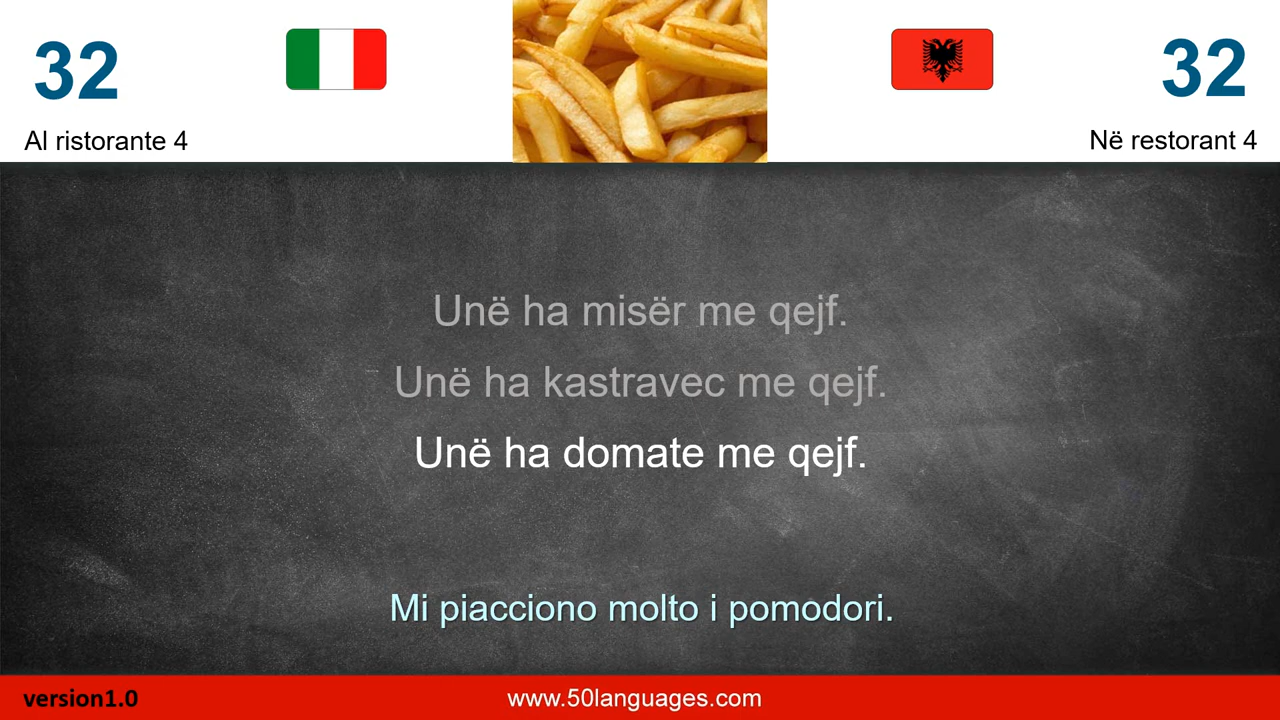 32
32
Al ristorante 4
Në restorant 4
Unë ha misër me qejf.
Unë ha kastravec me qejf.
Unë ha domate me qejf.
Mi piacciono molto i pomodori.
version1.0
www.50languages.com